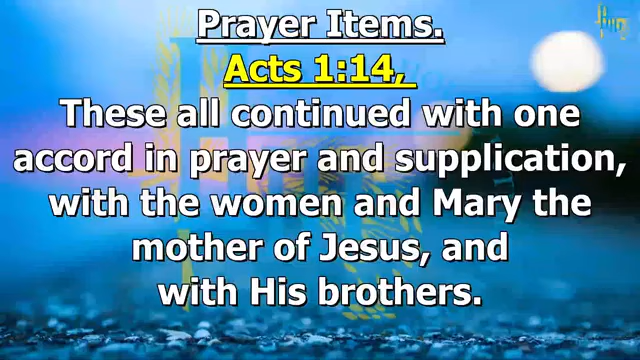 Prayer Items.
Acts 1:14,
These all continued with one
accord in prayer and supplication,
with the women and Mary the
mother of Jesus, and
with His brothers.